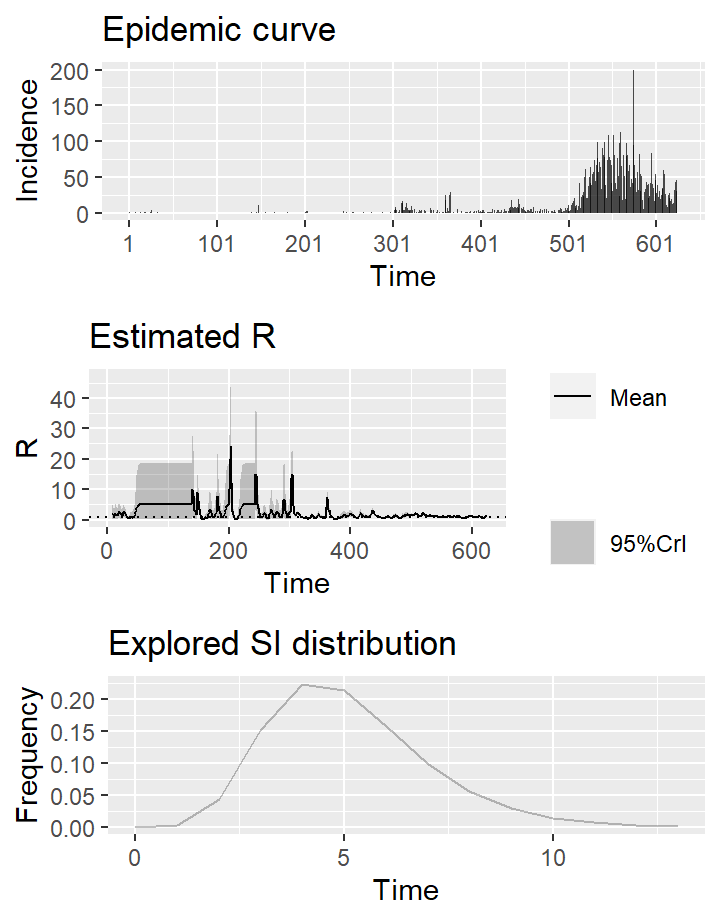 Epidemic curve
Incidence
200
150
100
50
0
1 101 201 301 401 501 601
Time
Estimated R
R
40
30
20
10
0
0 200 400 600
Time
Mean
95%CrI
Explored SI distribution
Frequency
0.20
0.15
0.10
0.05
0.00
0 5 10
Time